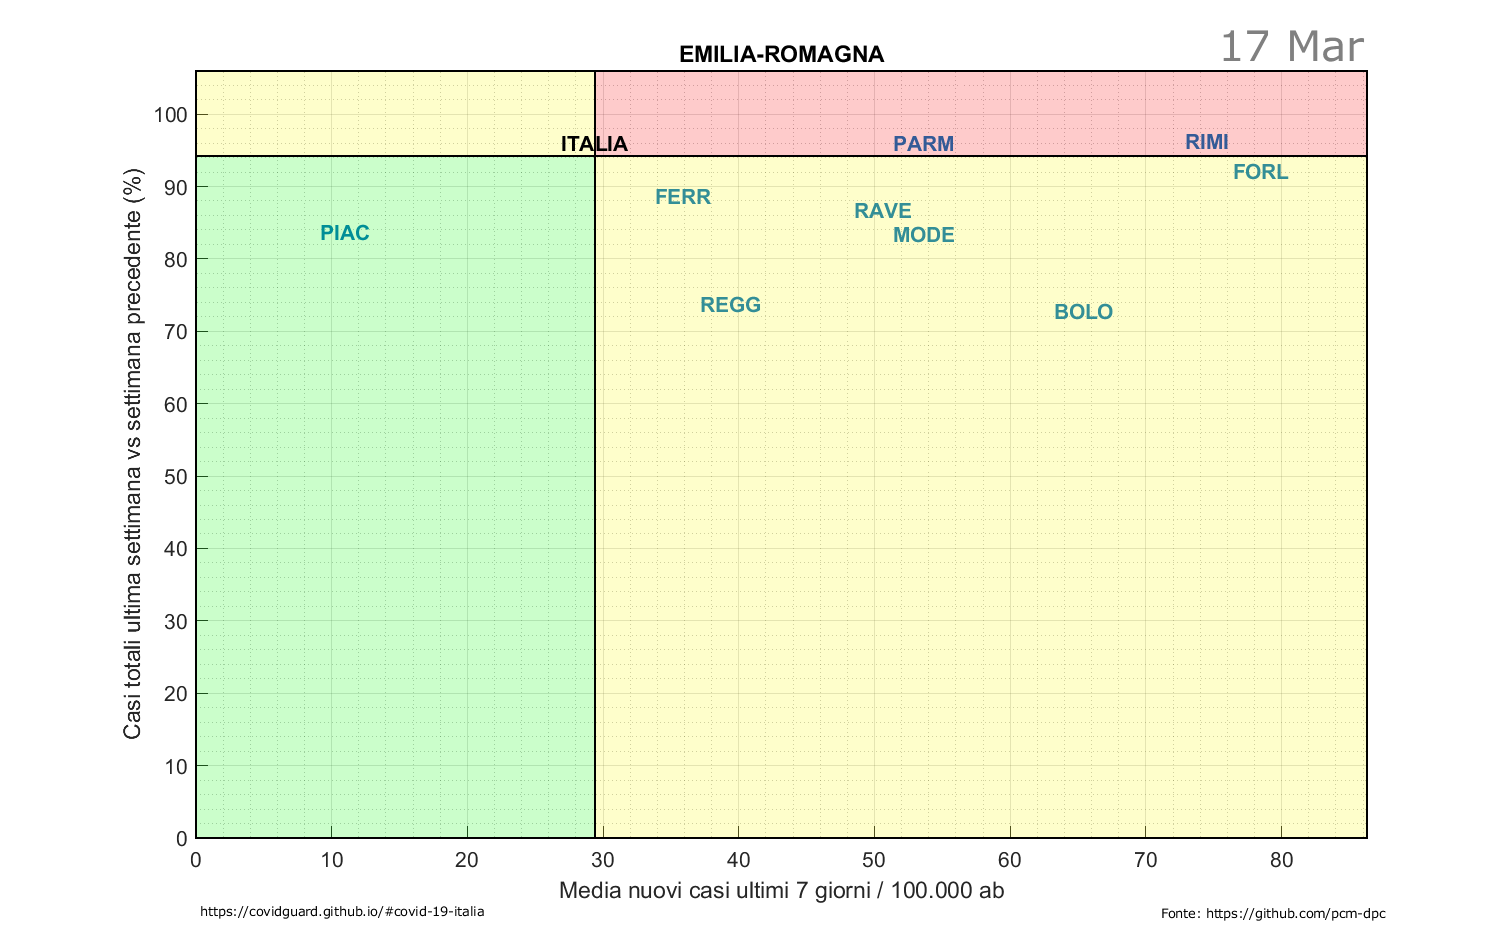 17 Mar
EMILIA-ROMAGNA
100
ITALIA
PARM
RIMI
90
FERR
RAVE
FORL
PIAC
MODE
80
REGG
BOLO
70
60
50
40
30
20
10
0
Casi totali ultima settimana vs settimana precedente (%)
0 10 20 30 40 50 60 70 80
Media nuovi casi ultimi 7 giorni / 100.000 ab
https://covidguard.github.io/#covid-19-italia
Fonte: https://github.com/pcm-dpc